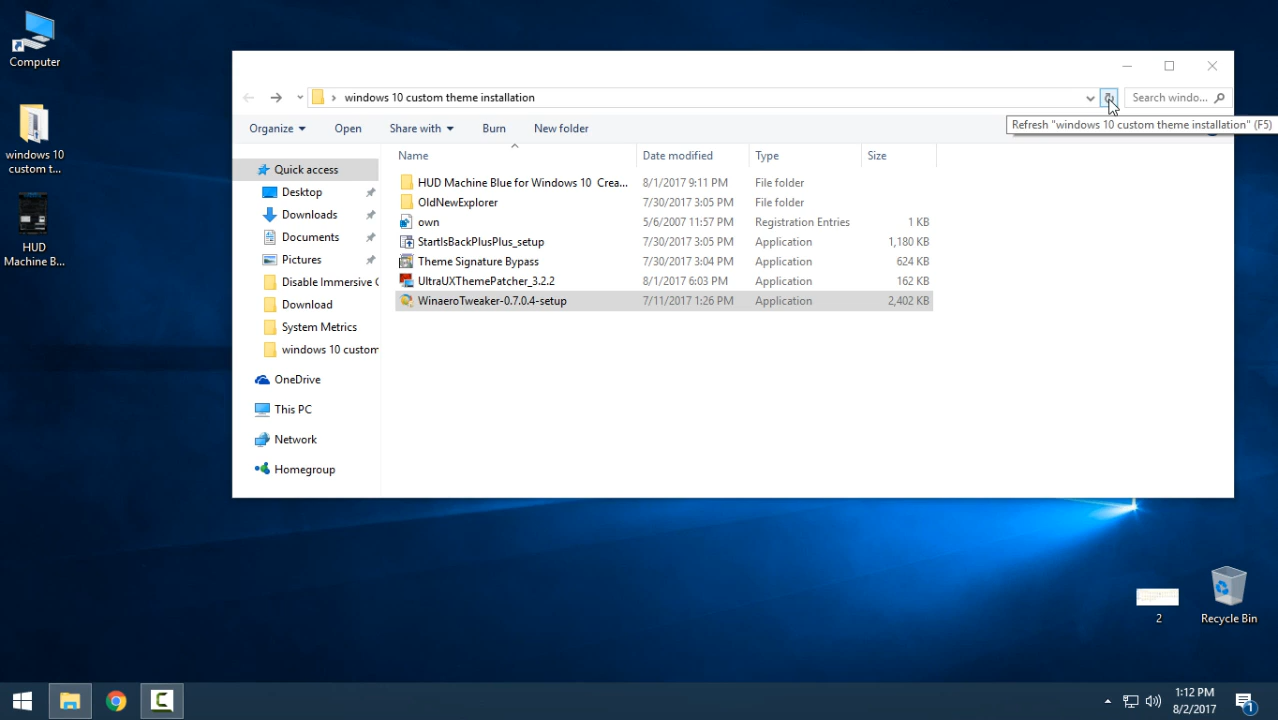 Computer
windows 10
custom t...
HUD
Machine B...
windows 10 custom theme installation
Search windo...
Refresh "windows 10 custom theme installation" (F5)
Organize
Open
Share with
Burn
New folder
Name
Date modified
Type
Size
Quick access
Desktop
Downloads
Documents
Pictures
Disable Immersive C
Download
System Metrics
windows 10 custom
OneDrive
This PC
Network
Homegroup
HUD Machine Blue for Windows 10 Crea... 8/1/2017 9:11 PM File folder
OldNewExplorer 7/30/2017 3:05 PM File folder
own 5/6/2007 11:57 PM Registration Entries 1 KB
StartIsBackPlusPlus_setup 7/30/2017 3:05 PM Application 1,180 KB
Theme Signature Bypass 7/30/2017 3:04 PM Application 624 KB
UltraUXThemePatcher_3.2.2 8/1/2017 6:03 PM Application 162 KB
WinaeroTweaker-0.7.0.4-setup 7/11/2017 1:26 PM Application 2,402 KB
2
Recycle Bin
1:12 PM
8/2/2017
1